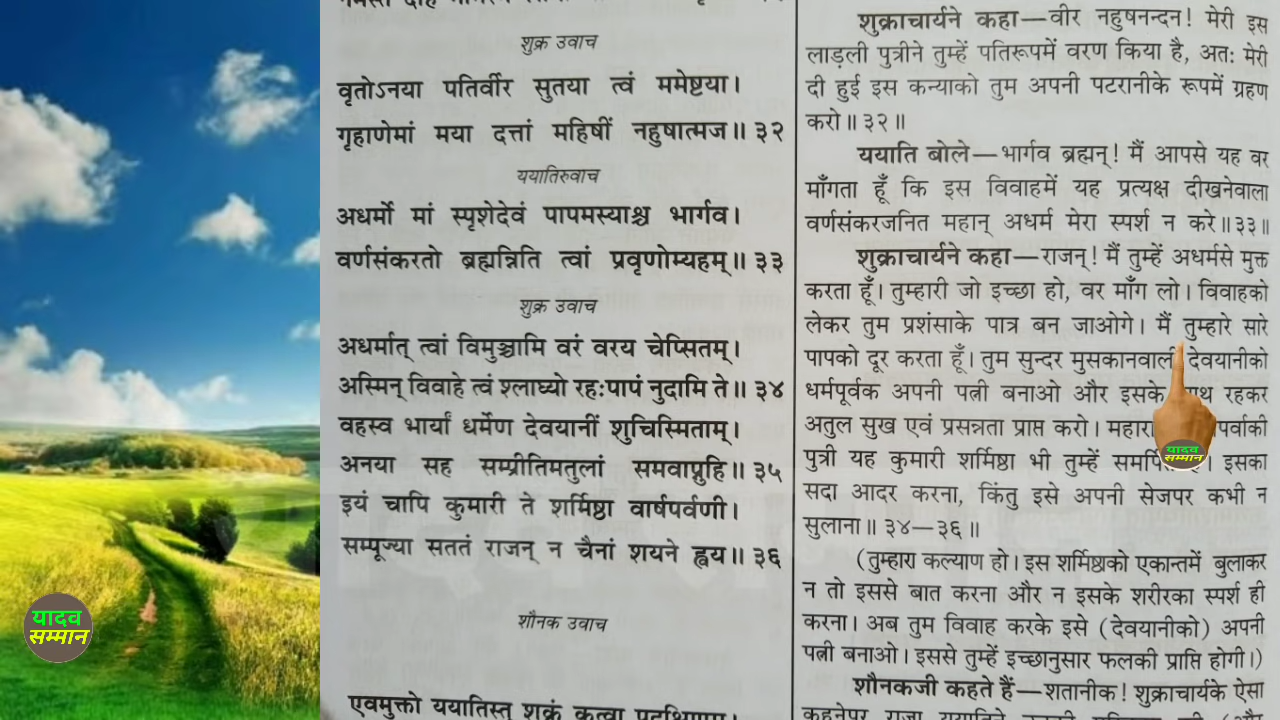 शुक्र उवाच
वृतोऽनया पतिर्वीर सुतया त्वं ममेष्टया।
गृहाणेमां मया दत्तां महिषीं नहुषात्मज॥ ३२
ययातिरुवाच
अधर्मो मां स्पृशेदेवं पापमस्याश्च भार्गव।
वर्णसंकरतो ब्रह्मन्निति त्वां प्रवृणोम्यहम्॥ ३३
शुक्र उवाच
अधर्मात् त्वां विमुञ्चामि वरं वरय चेप्सितम्।
अस्मिन् विवाहे त्वं श्लाघ्यो रहःपापं नुदामि ते॥ ३४
वहस्व भार्यां धर्मेण देवयानीं शुचिस्मिताम्।
अनया सह सम्प्रीतिमतुलां समवाप्नुहि॥ ३५
इयं चापि कुमारी ते शर्मिष्ठा वार्षपर्वणी।
सम्पूज्या सततं राजन् न चैनां शयने ह्वय॥ ३६
शौनक उवाच
एवमुक्तो ययातिस्तु शुक्रं कृत्वा प्रदक्षिणम्।
शुक्राचार्यने कहा—वीर नहुषनन्दन! मेरी इस
लाड़ली पुत्रीने तुम्हें पतिरूपमें वरण किया है, अतः मेरी
दी हुई इस कन्याको तुम अपनी पटरानीके रूपमें ग्रहण
करो॥ ३२॥
ययाति बोले—भार्गव ब्रह्मन्! मैं आपसे यह वर
माँगता हूँ कि इस विवाहमें यह प्रत्यक्ष दीखनेवाला
वर्णसंकरजनित महान् अधर्म मेरा स्पर्श न करे॥३३॥
शुक्राचार्यने कहा—राजन्! मैं तुम्हें अधर्मसे मुक्त
करता हूँ। तुम्हारी जो इच्छा हो, वर माँग लो। विवाहको
लेकर तुम प्रशंसाके पात्र बन जाओगे। मैं तुम्हारे सारे
पापको दूर करता हूँ। तुम सुन्दर मुसकानवाली देवयानीको
धर्मपूर्वक अपनी पत्नी बनाओ और इसके रहकर
अतुल सुख एवं प्रसन्नता प्राप्त करो।
पुत्री यह कुमारी शर्मिष्ठा भी तुम्हें इसका
सदा आदर करना, किंतु इसे अपनी सेजपर कभी न
सुलाना॥ ३४—३६॥
(तुम्हारा कल्याण हो। इस शर्मिष्ठाको एकान्तमें बुलाकर
न तो इससे बात करना और न इसके शरीरका स्पर्श ही
करना। अब तुम विवाह करके इसे (देवयानीको) अपनी
पत्नी बनाओ। इससे तुम्हें इच्छानुसार फलकी प्राप्ति होगी।)
शौनकजी कहते हैं—शतानीक! शुक्राचार्यके ऐसा
कहनेपर राजा ययातिने
यादव
सम्मान
यादव
सम्मान